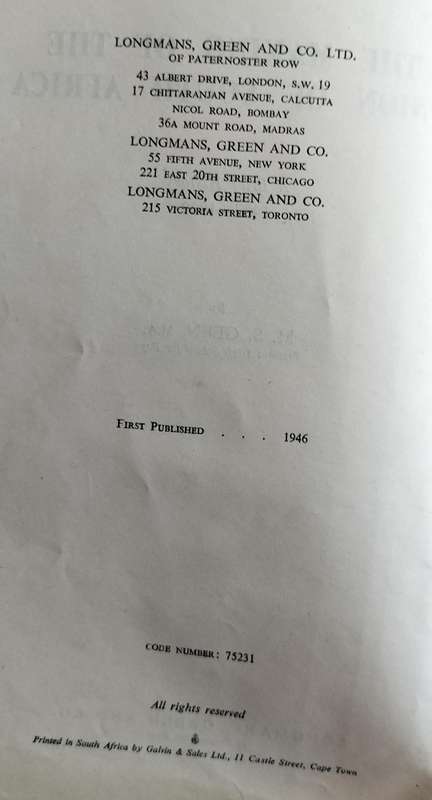 LONGMANS, GREEN AND CO. LTD.
OF PATERNOSTER ROW
43 ALBERT DRIVE, LONDON, S.W. 19
17 CHITTARANJAN AVENUE, CALCUTTA
NICOL ROAD, BOMBAY
36A MOUNT ROAD, MADRAS
LONGMANS, GREEN AND CO.
55 FIFTH AVENUE, NEW YORK
221 EAST 20TH STREET, CHICAGO
LONGMANS, GREEN AND CO.
215 VICTORIA STREET, TORONTO
FIRST PUBLISHED . . . 1946
CODE NUMBER: 75231
All rights reserved
Printed in South Africa by Galvin & Sales Ltd., 11 Castle Street, Cape Town